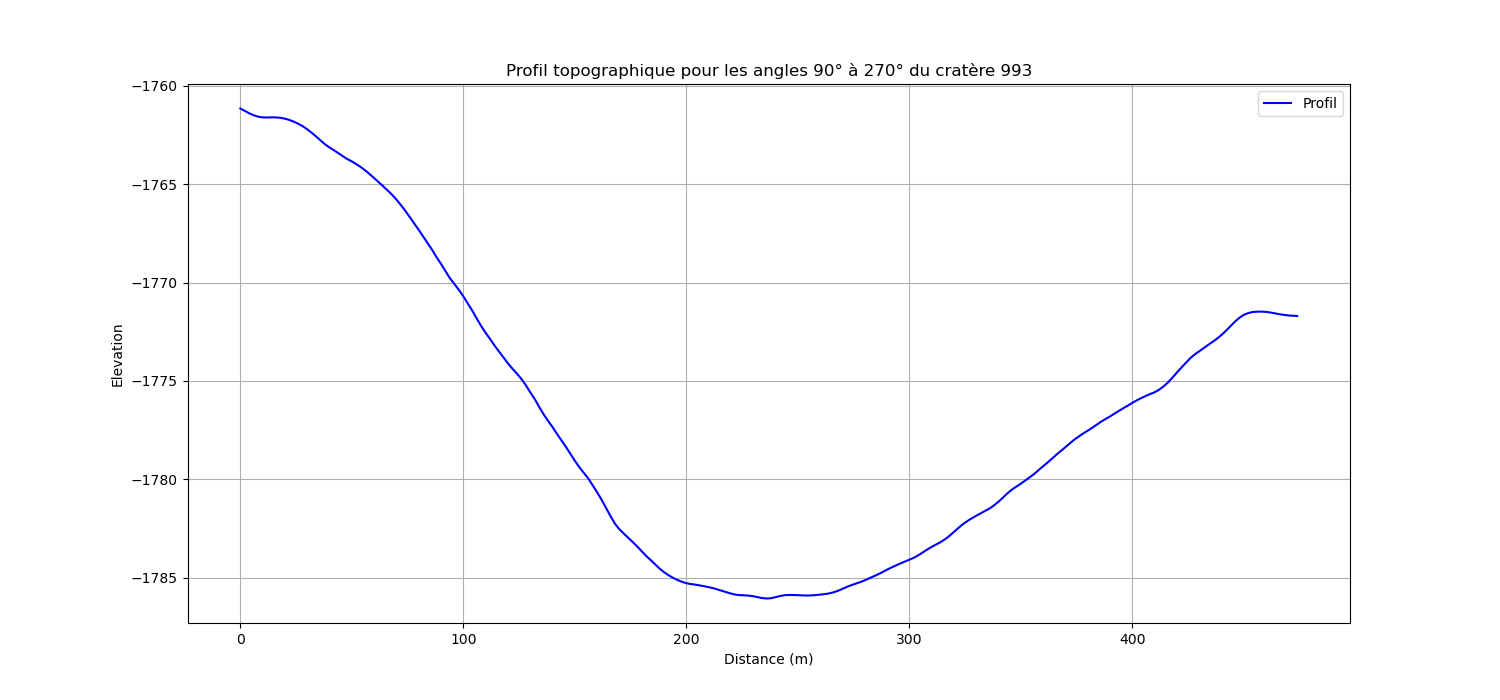 Profil topographique pour les angles 90° à 270° du cratère 993
Profil
−1760
−1765
−1770
−1775
−1780
−1785
Elevation
0 100 200 300 400
Distance (m)